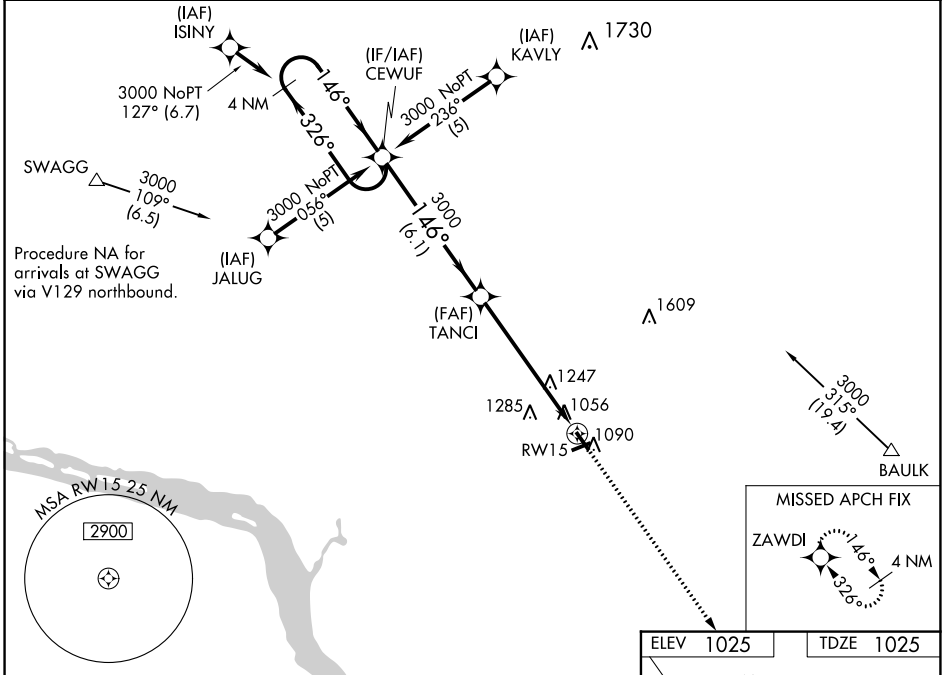 (IAF)
ISINY
3000 NoPT
127° (6.7)
4 NM
146°
326°
(IF/IAF)
CEWUF
(IAF)
KAVLY
1730
3000 NoPT
236°
(5)
SWAGG
3000
109°
(6.5)
3000 NoPT
056°
(5)
(IAF)
JALUG
Procedure NA for
arrivals at SWAGG
via V129 northbound.
3000
146°
(6.1)
(FAF)
TANCI
1609
1247
1285
1056
RW15
1090
3000
315°
(19.4)
BAULK
MSA RW15 25 NM
2900
MISSED APCH FIX
ZAWDI
146°
326°
4 NM
ELEV 1025
TDZE 1025